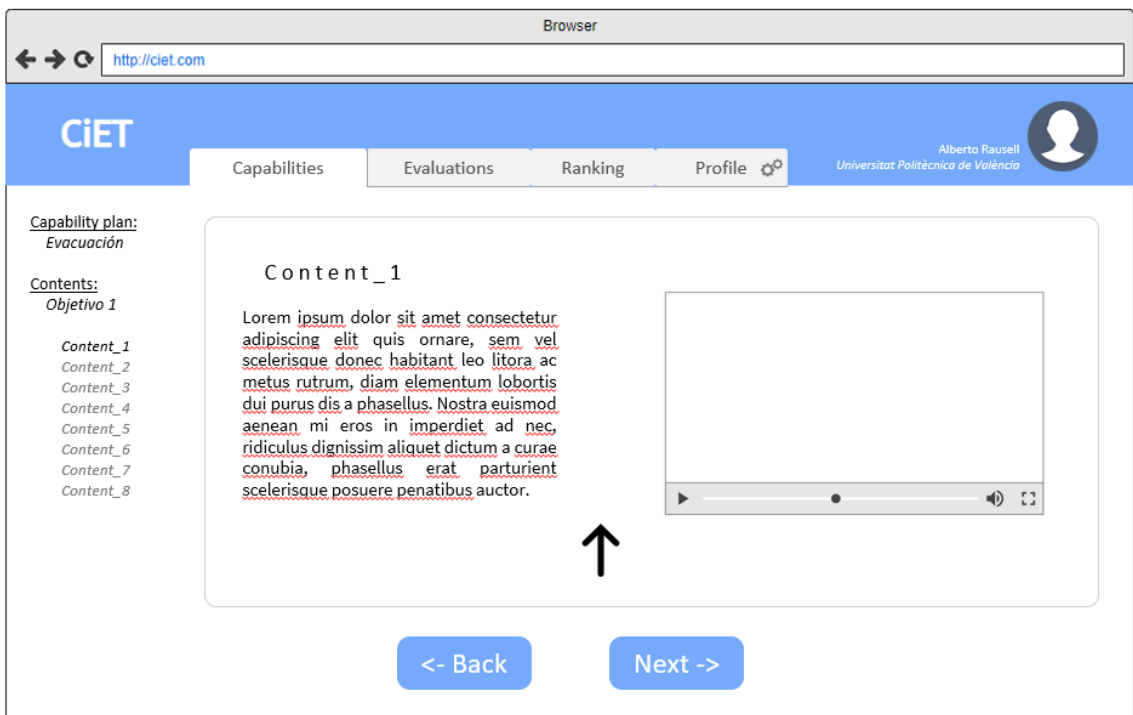 Browser
http://ciet.com
CiET
Capabilities
Evaluations
Ranking
Profile
Alberto Rausell
Universitat Politècnica de València
Capability plan:
Evacuación
Contents:
Objetivo 1
Content_1
Content_2
Content_3
Content_4
Content_5
Content_6
Content_7
Content_8
Content_1
Lorem ipsum dolor sit amet consectetur
adipiscing elit quis ornare, sem vel
scelerisque donec habitant leo litora ac
metus rutrum, diam elementum lobortis
dui purus dis a phasellus. Nostra euismod
aenean mi eros in imperdiet ad nec,
ridiculus dignissim aliquet dictum a curae
conubia, phasellus erat parturient
scelerisque posuere penatibus auctor.
<- Back
Next ->